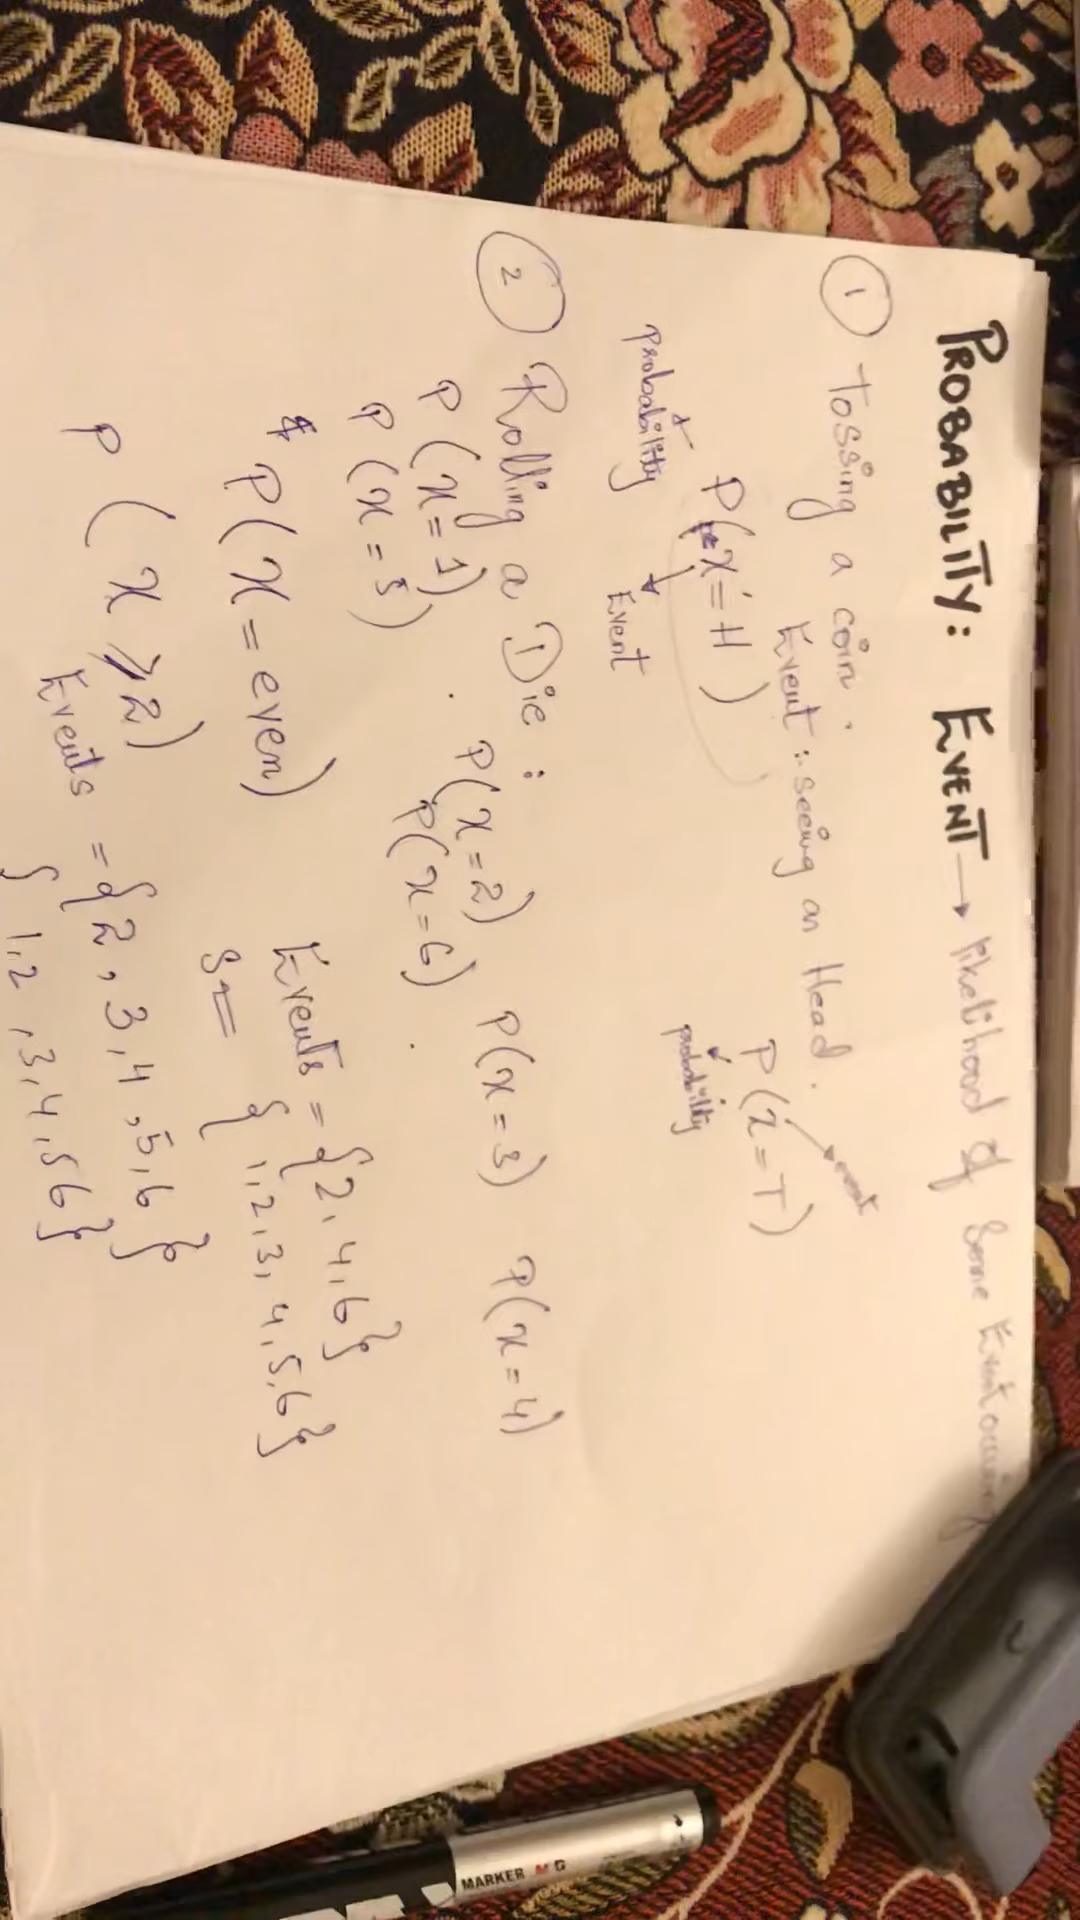 PROBABILITY: EVENT → likelihood of Some Event occuring
① Tossing a coin.
Event : seeing an Head.
P(x=H) P(x=T)
probability Event probability event
② Rolling a Die :
P(x=1) P(x=2) P(x=3) P(x=4)
P(x=5) P(x=6)
* P(x=even) Events = {2,4,6}
S = {1,2,3,4,5,6}
P(x⩾2)
Events = {2,3,4,5,6}
{1,2,3,4,5,6}
MARKER MG